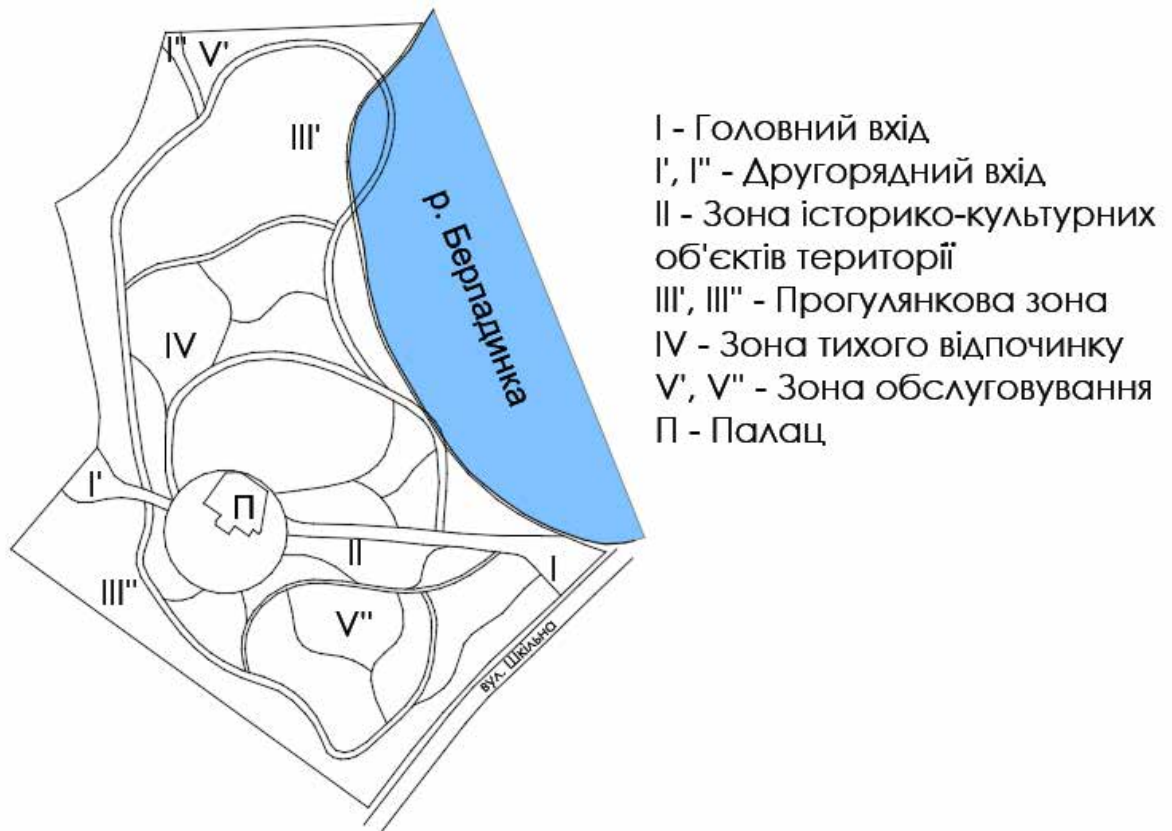 I" V'
III'
р. Берладинка
IV
I'
П
II
I
III"
V"
вул. Шкільна
I - Головний вхід
I', I" - Другорядний вхід
II - Зона історико-культурних
об'єктів території
III', III" - Прогулянкова зона
IV - Зона тихого відпочинку
V', V" - Зона обслуговування
П - Палац